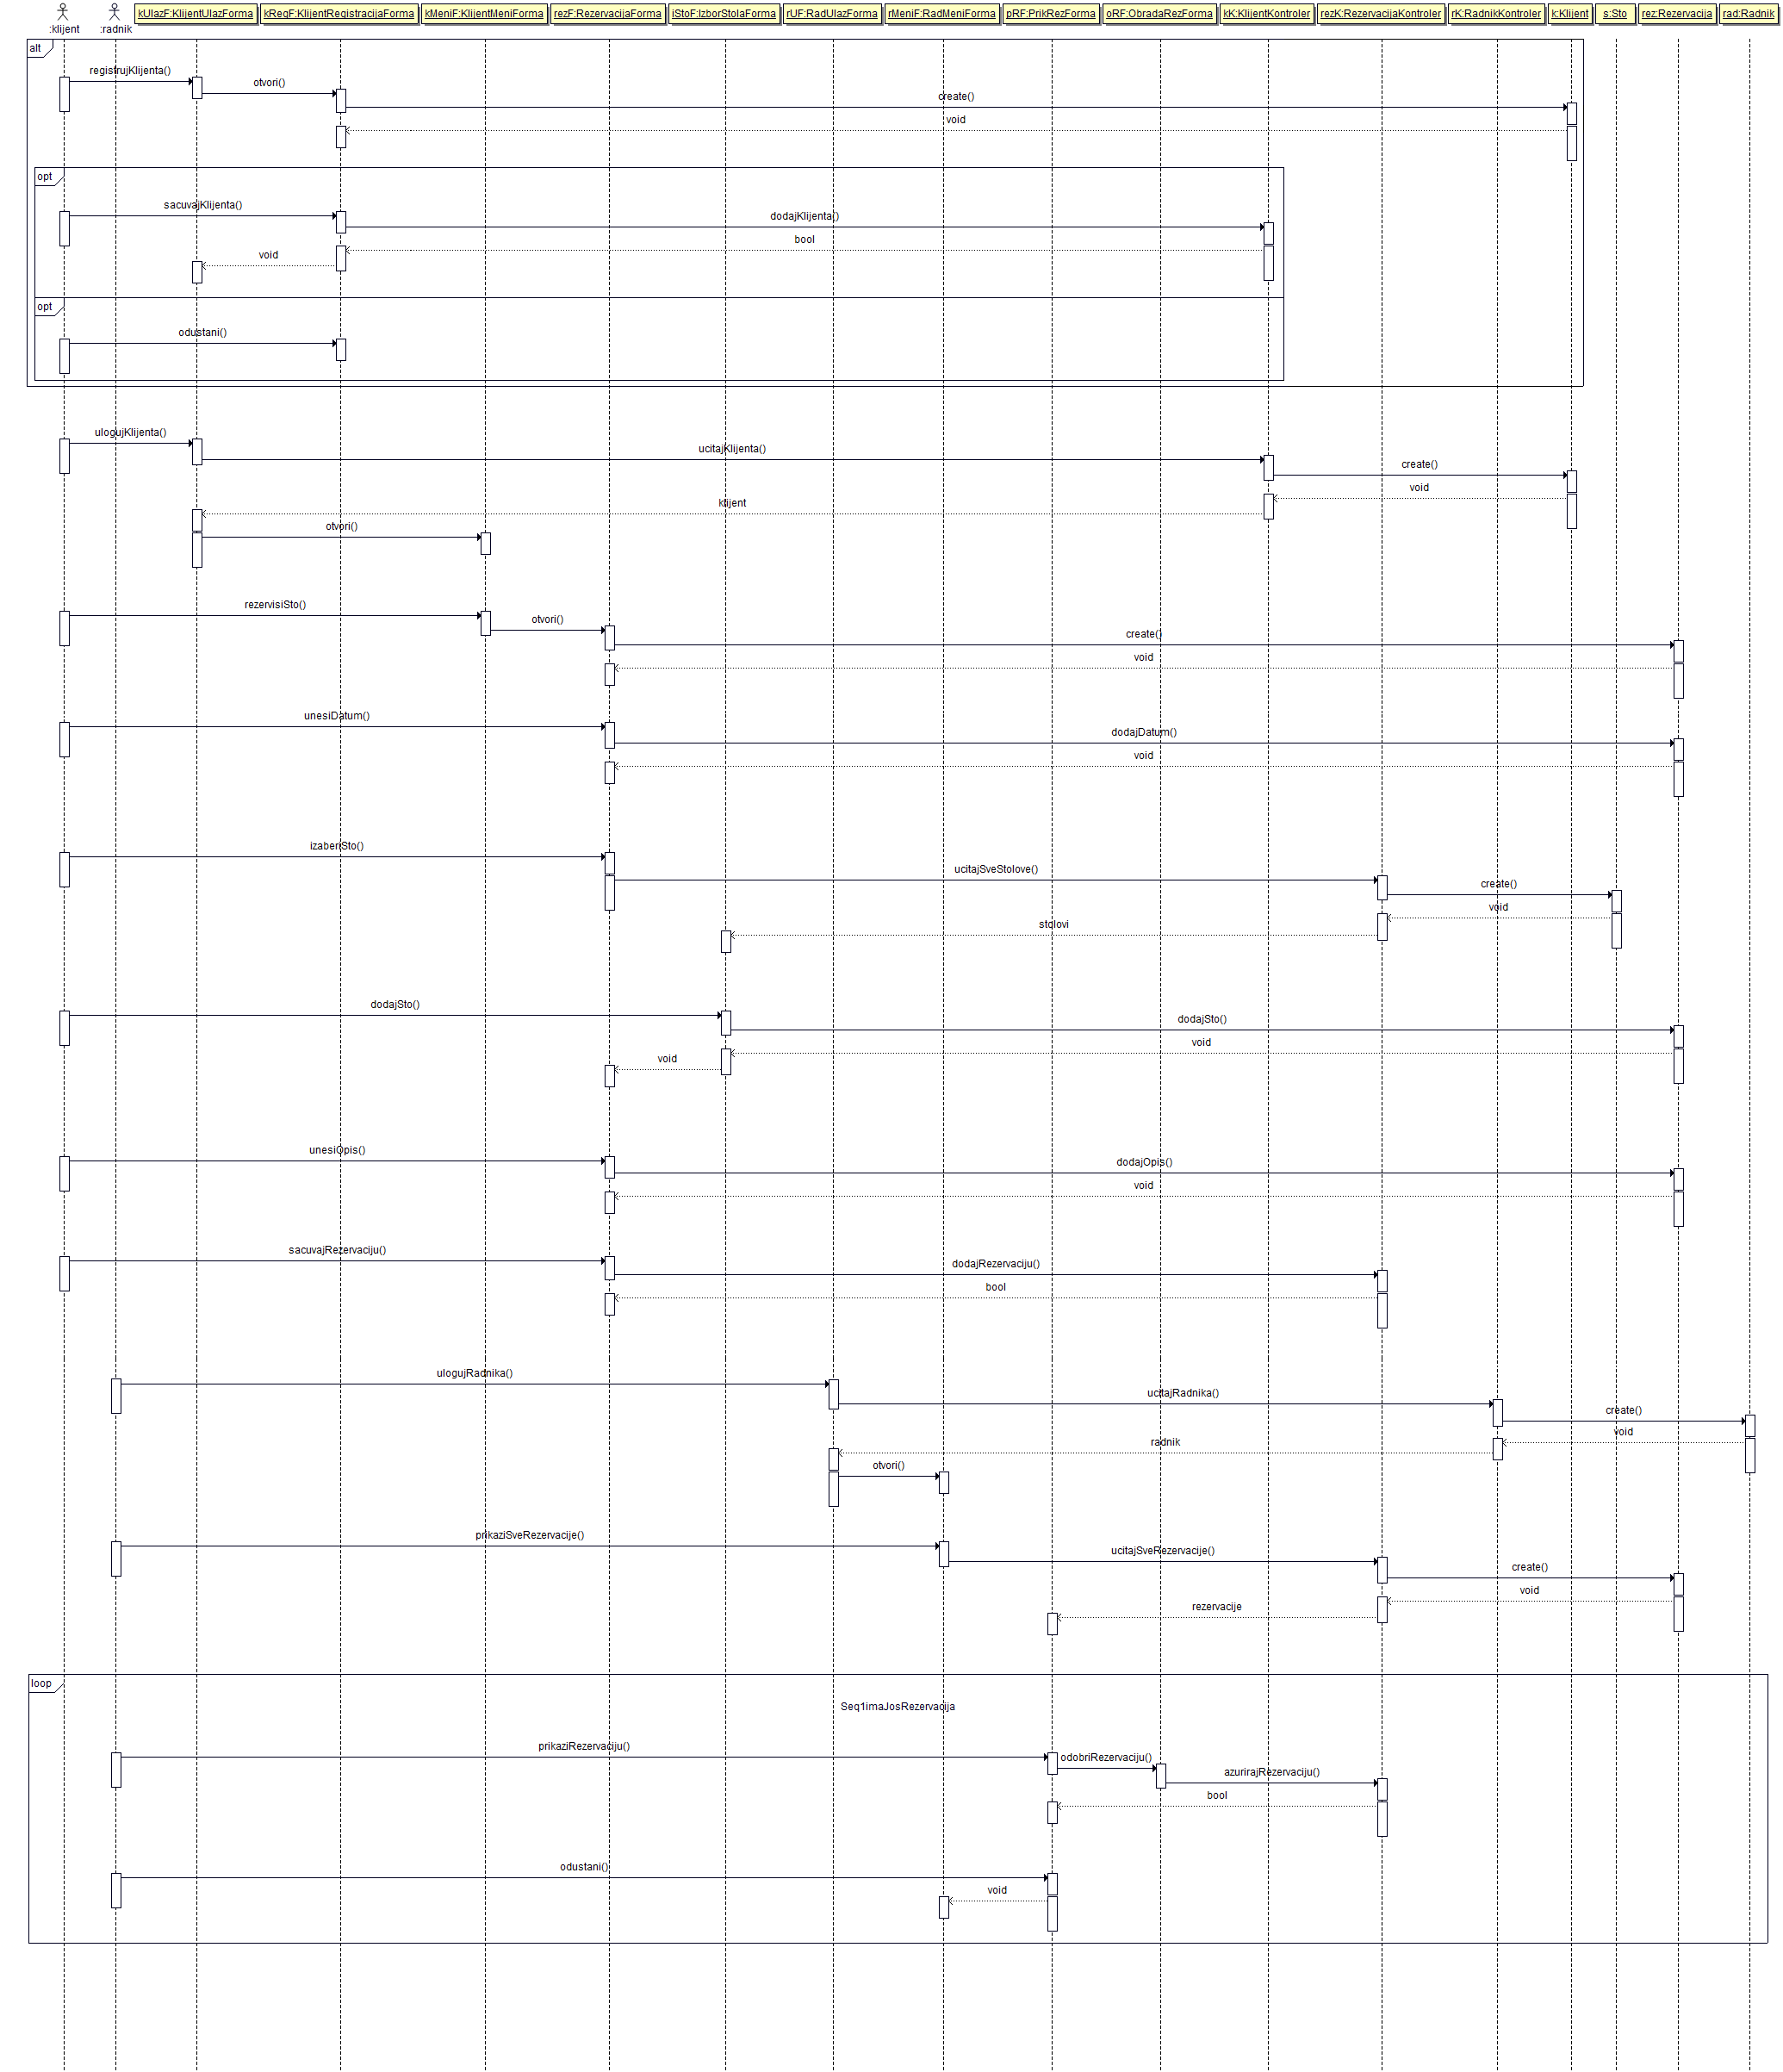 :klijent
:radnik
kUlazF:KlijentUlazForma
kRegF:KlijentRegistracijaForma
kMeniF:KlijentMeniForma
rezF:RezervacijaForma
iStoF:IzborStolaForma
rUF:RadUlazForma
rMeniF:RadMeniForma
pRF:PrikRezForma
oRF:ObradaRezForma
kK:KlijentKontroler
rezK:RezervacijaKontroler
rK:RadnikKontroler
k:Klijent
s:Sto
rez:Rezervacija
rad:Radnik
alt
registrujKlijenta()
otvori()
create()
void
opt
sacuvajKlijenta()
dodajKlijenta()
bool
void
opt
odustani()
ulogujKlijenta()
ucitajKlijenta()
create()
void
klijent
otvori()
rezervisiSto()
otvori()
create()
void
unesiDatum()
dodajDatum()
void
izaberiSto()
ucitajSveStolove()
create()
void
stolovi
dodajSto()
dodajSto()
void
void
unesiOpis()
dodajOpis()
void
sacuvajRezervaciju()
dodajRezervaciju()
bool
ulogujRadnika()
ucitajRadnika()
create()
void
radnik
otvori()
prikaziSveRezervacije()
ucitajSveRezervacije()
create()
void
rezervacije
loop
Seq1imaJosRezervacija
prikaziRezervaciju()
odobriRezervaciju()
azurirajRezervaciju()
bool
odustani()
void